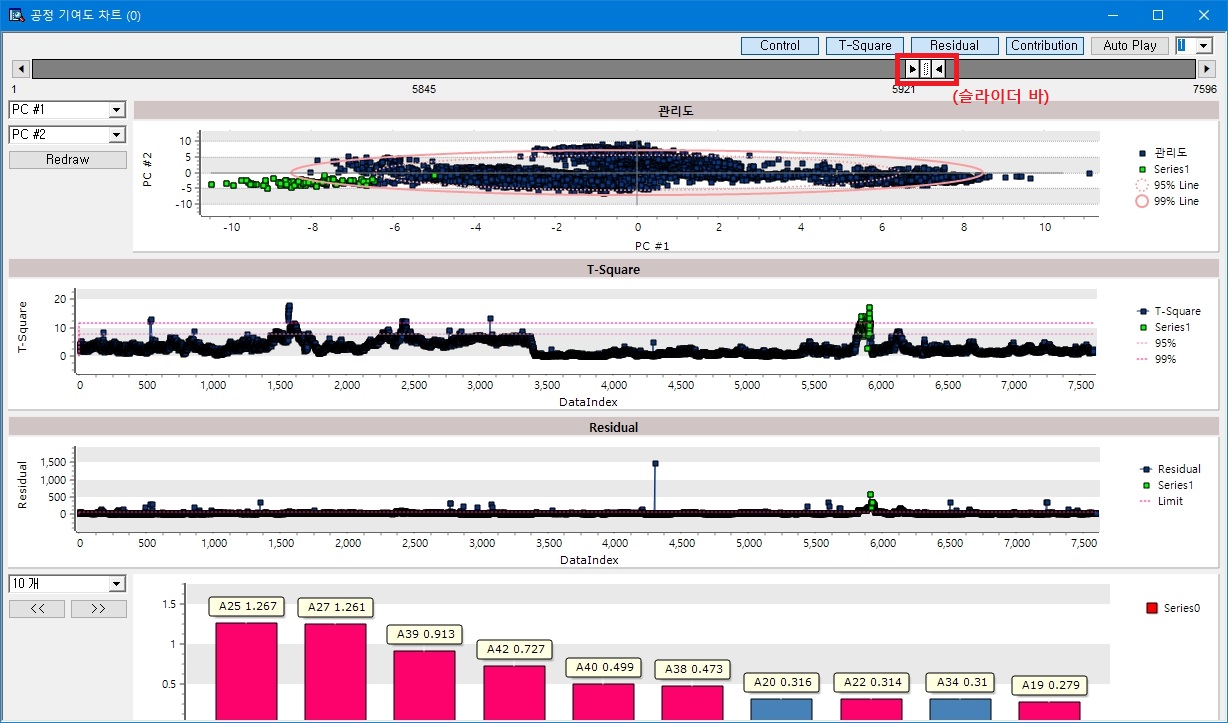 공정 기여도 차트 (0)
Control T-Square Residual Contribution Auto Play 1
1 5845 5921 7596
(슬라이더 바)
PC #1
PC #2
Redraw
관리도
PC #2
10
5
0
-5
-10
-10 -8 -6 -4 -2 0 2 4 6 8 10
PC #1
관리도
Series1
95% Line
99% Line
T-Square
T-Square
20
10
0
0 500 1,000 1,500 2,000 2,500 3,000 3,500 4,000 4,500 5,000 5,500 6,000 6,500 7,000 7,500
DataIndex
T-Square
Series1
95%
99%
Residual
Residual
1,500
1,000
500
0
0 500 1,000 1,500 2,000 2,500 3,000 3,500 4,000 4,500 5,000 5,500 6,000 6,500 7,000 7,500
DataIndex
Residual
Series1
Limit
10 개
<< >>
1.5
1
0.5
A25 1.267
A27 1.261
A39 0.913
A42 0.727
A40 0.499
A38 0.473
A20 0.316
A22 0.314
A34 0.31
A19 0.279
Series0